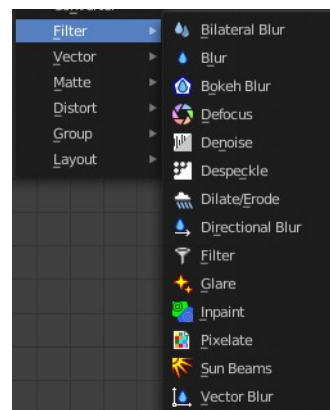 Filter
Vector
Matte
Distort
Group
Layout
Bilateral Blur
Blur
Bokeh Blur
Defocus
Denoise
Despeckle
Dilate/Erode
Directional Blur
Filter
Glare
Inpaint
Pixelate
Sun Beams
Vector Blur